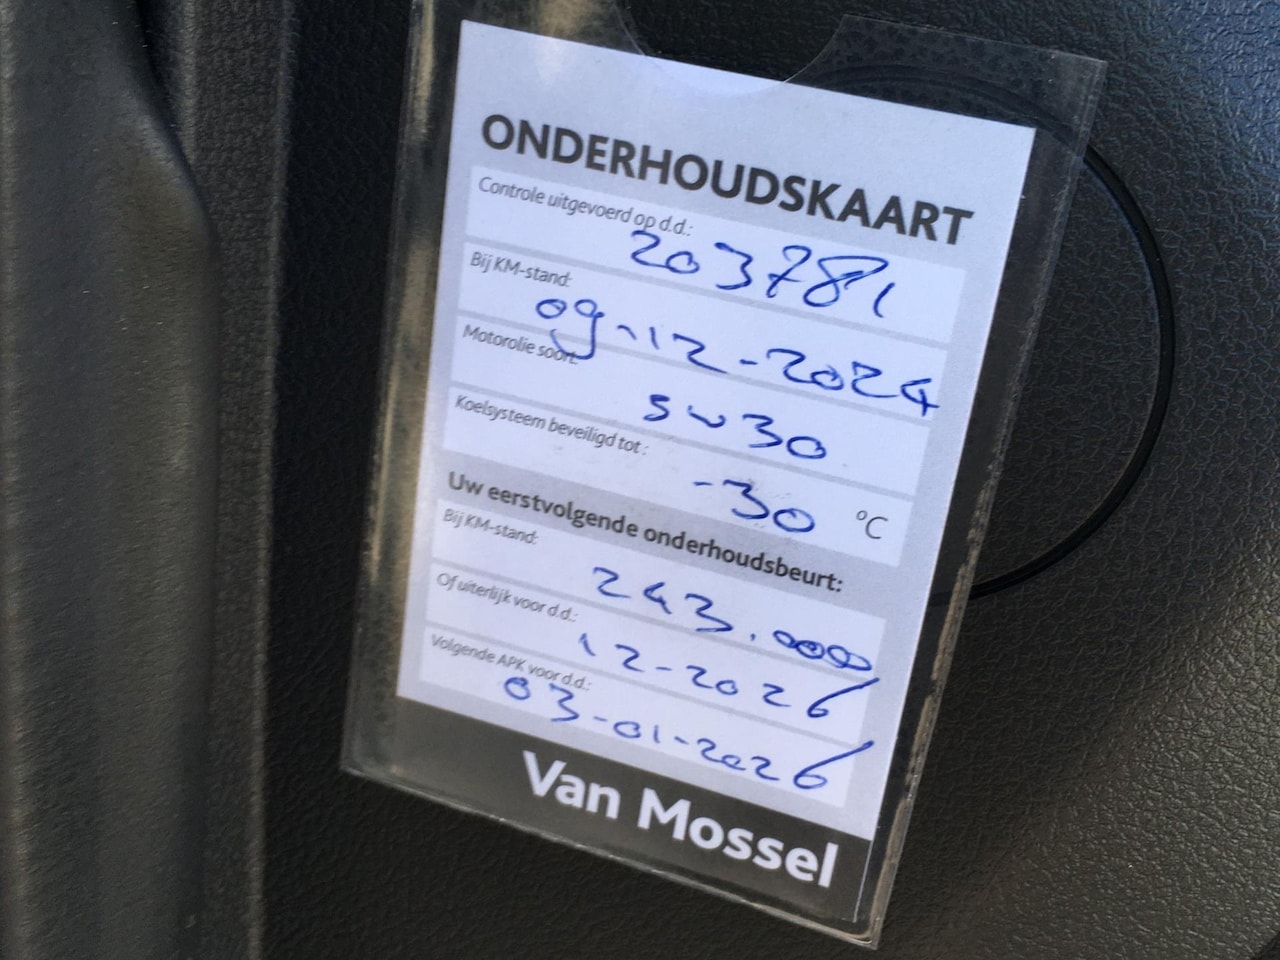 ONDERHOUDSKAART
Controle uitgevoerd op d.d.:
203781
Bij KM-stand:
09-12-2024
Motorolie soort:
5w30
Koelsysteem beveiligd tot :
-30 °C
Uw eerstvolgende onderhoudsbeurt:
Bij KM-stand:
243.000
Of uiterlijk voor d.d.:
12-2026
Volgende APK voor d.d.:
03-01-2026
Van Mossel